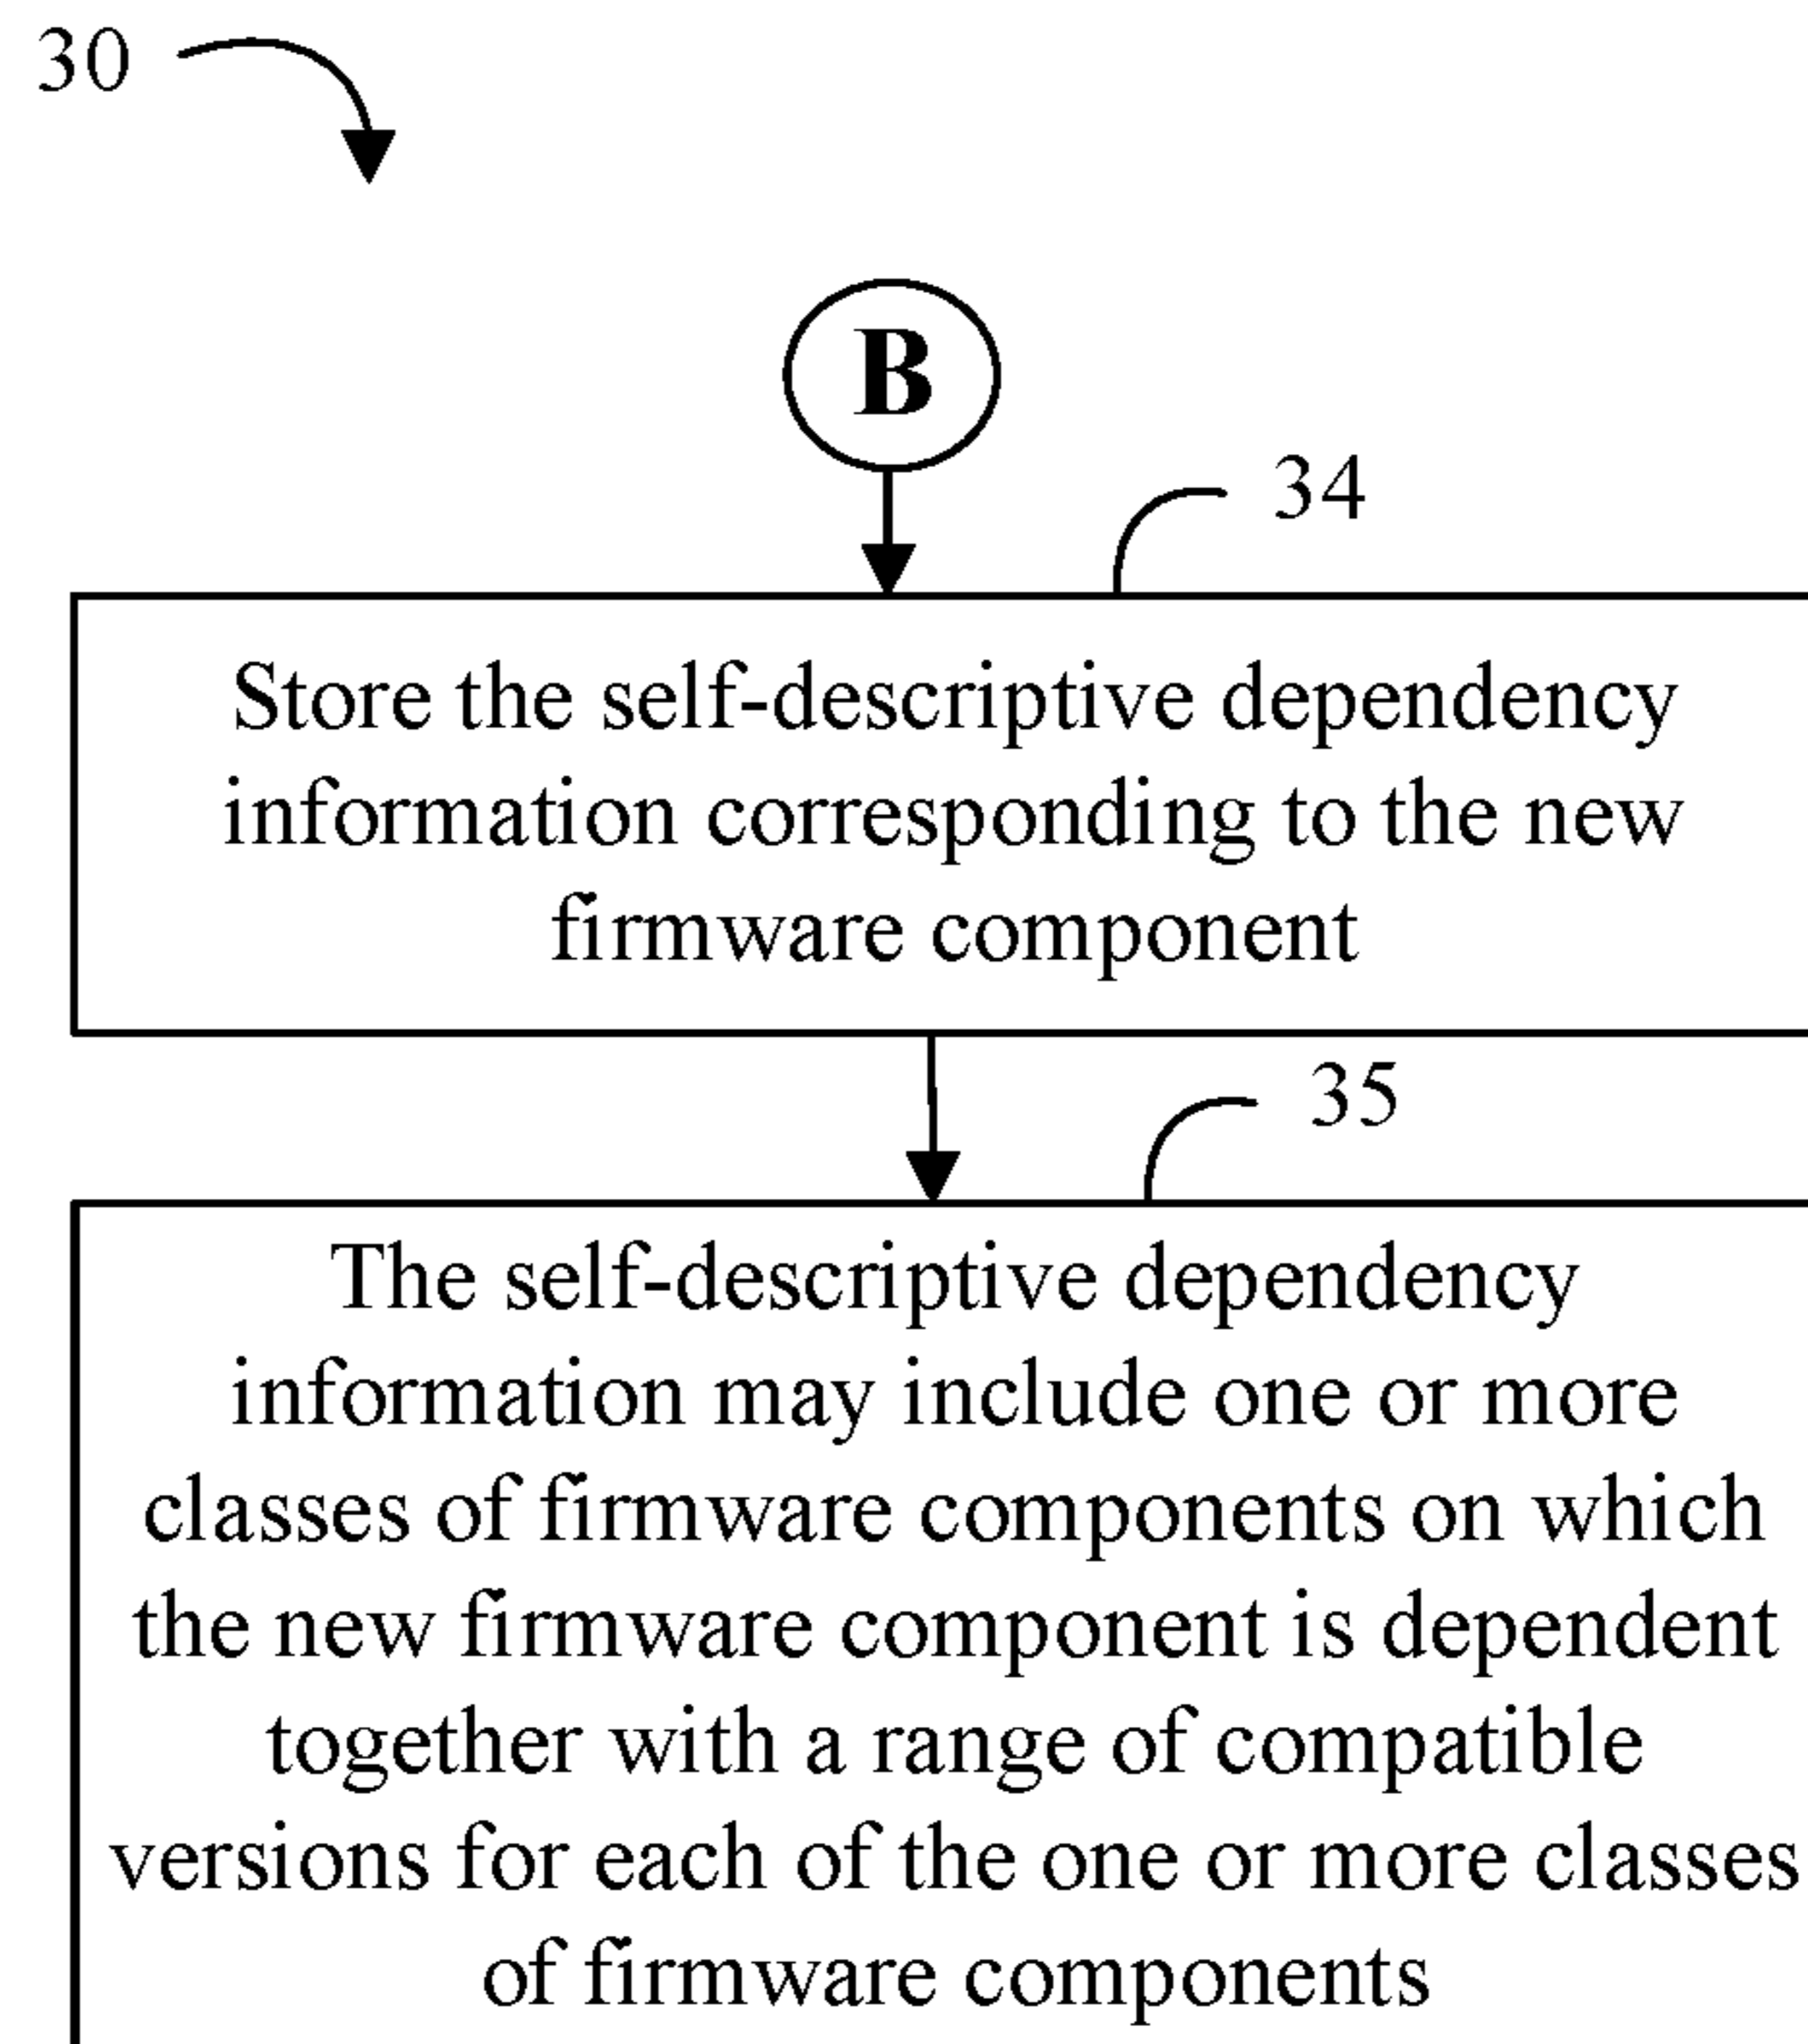 30
B
34
Store the self-descriptive dependency
information corresponding to the new
firmware component
35
The self-descriptive dependency
information may include one or more
classes of firmware components on which
the new firmware component is dependent
together with a range of compatible
versions for each of the one or more classes
of firmware components